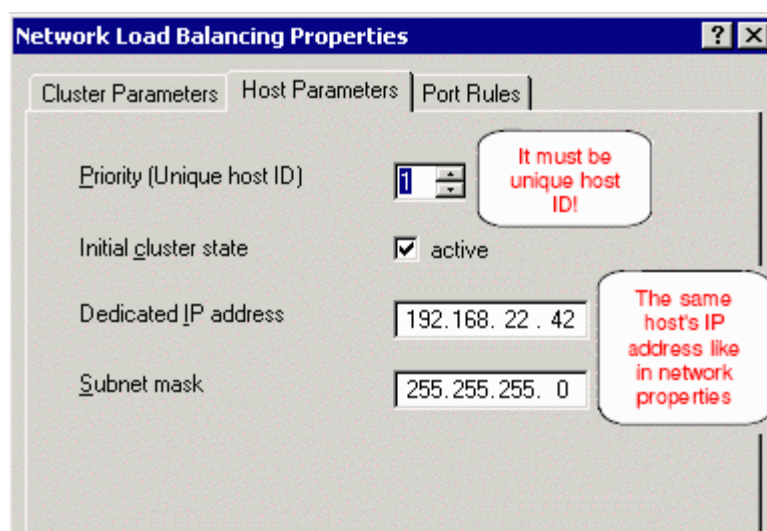 Network Load Balancing Properties
Cluster Parameters Host Parameters Port Rules
Priority (Unique host ID) 1
It must be
unique host
ID!
Initial cluster state active
Dedicated IP address 192.168. 22 . 42
Subnet mask 255.255.255. 0
The same
host's IP
address like
in network
properties